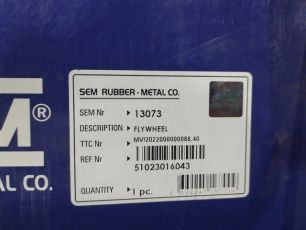 SEM RUBBER - METAL CO.
SEM Nr 13073
DESCRIPTION FLYWHEEL
TTC Nr MVI2022000000088.40
REF Nr
51023016043
QUANTITY 1 pc.
M®
METAL CO.